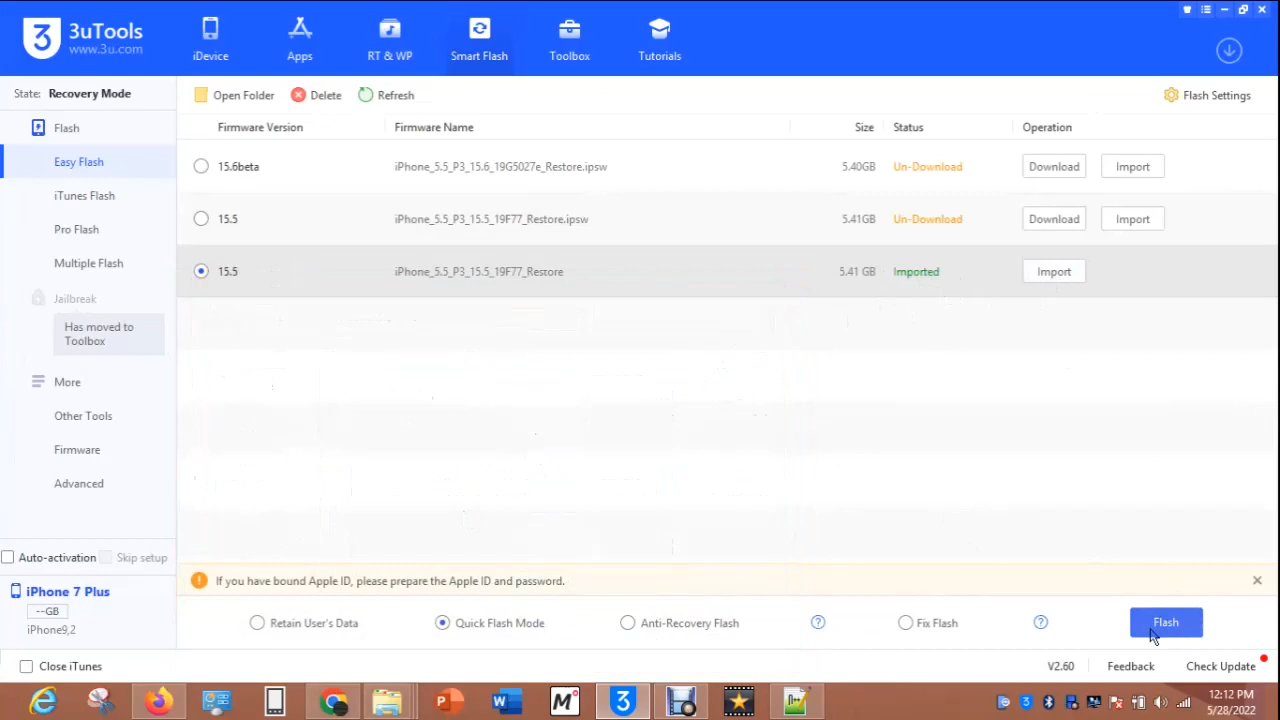 3 3uTools
www.3u.com
iDevice
Apps
RT & WP
Smart Flash
Toolbox
Tutorials
State: Recovery Mode
Open Folder
Delete
Refresh
Flash Settings
Flash
Easy Flash
iTunes Flash
Pro Flash
Multiple Flash
Jailbreak
Has moved to
Toolbox
More
Other Tools
Firmware
Advanced
Firmware Version Firmware Name Size Status Operation
15.6beta iPhone_5.5_P3_15.6_19G5027e_Restore.ipsw 5.40GB Un-Download Download Import
15.5 iPhone_5.5_P3_15.5_19F77_Restore.ipsw 5.41GB Un-Download Download Import
15.5 iPhone_5.5_P3_15.5_19F77_Restore 5.41 GB Imported Import
Auto-activation Skip setup
iPhone 7 Plus
--GB
iPhone9,2
! If you have bound Apple ID, please prepare the Apple ID and password.
Retain User's Data Quick Flash Mode Anti-Recovery Flash ? Fix Flash ? Flash
Close iTunes V2.60 Feedback Check Update
12:12 PM
5/28/2022